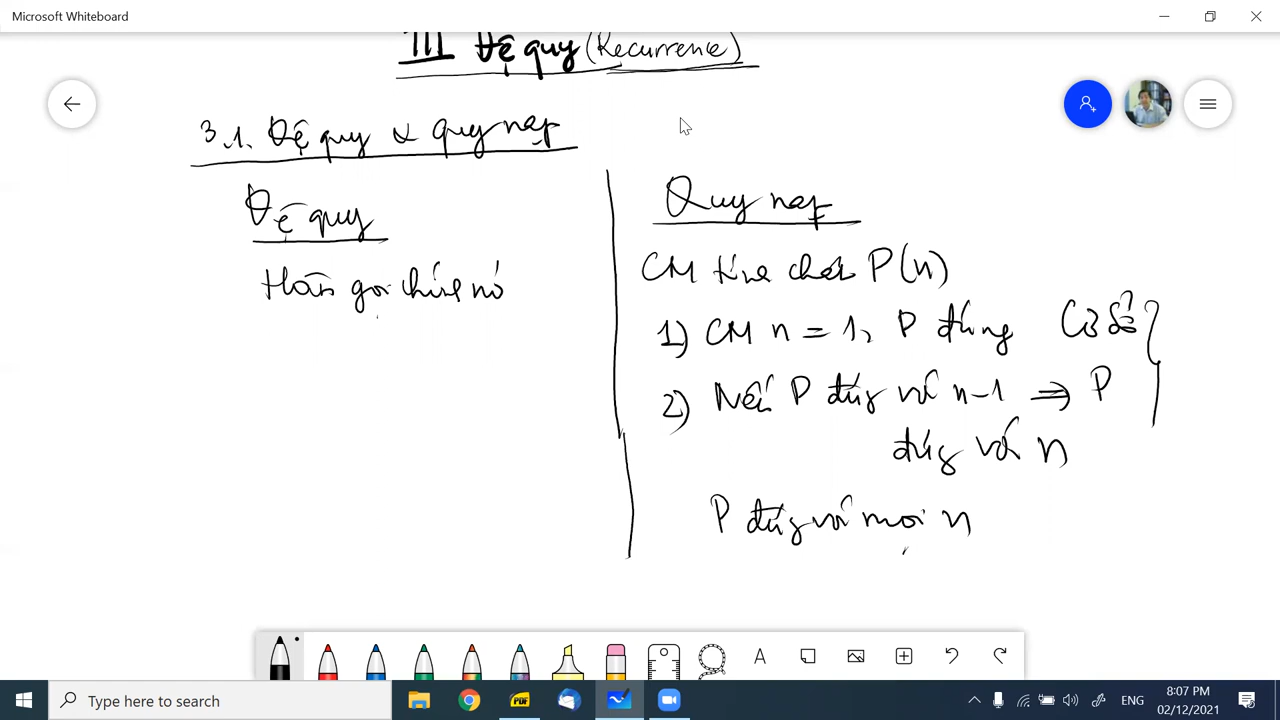 Microsoft Whiteboard
III Đệ quy (Recurrence)
3.1. Đệ quy & quy nạp
Đệ quy
Hàm gọi chính nó
Quy nạp
CM tính chất P(n)
1) CM n = 1, P đúng Cơ sở
2) Nếu P đúng với n-1 => P
đúng với n
P đúng với mọi n
Type here to search
ENG
8:07 PM
02/12/2021